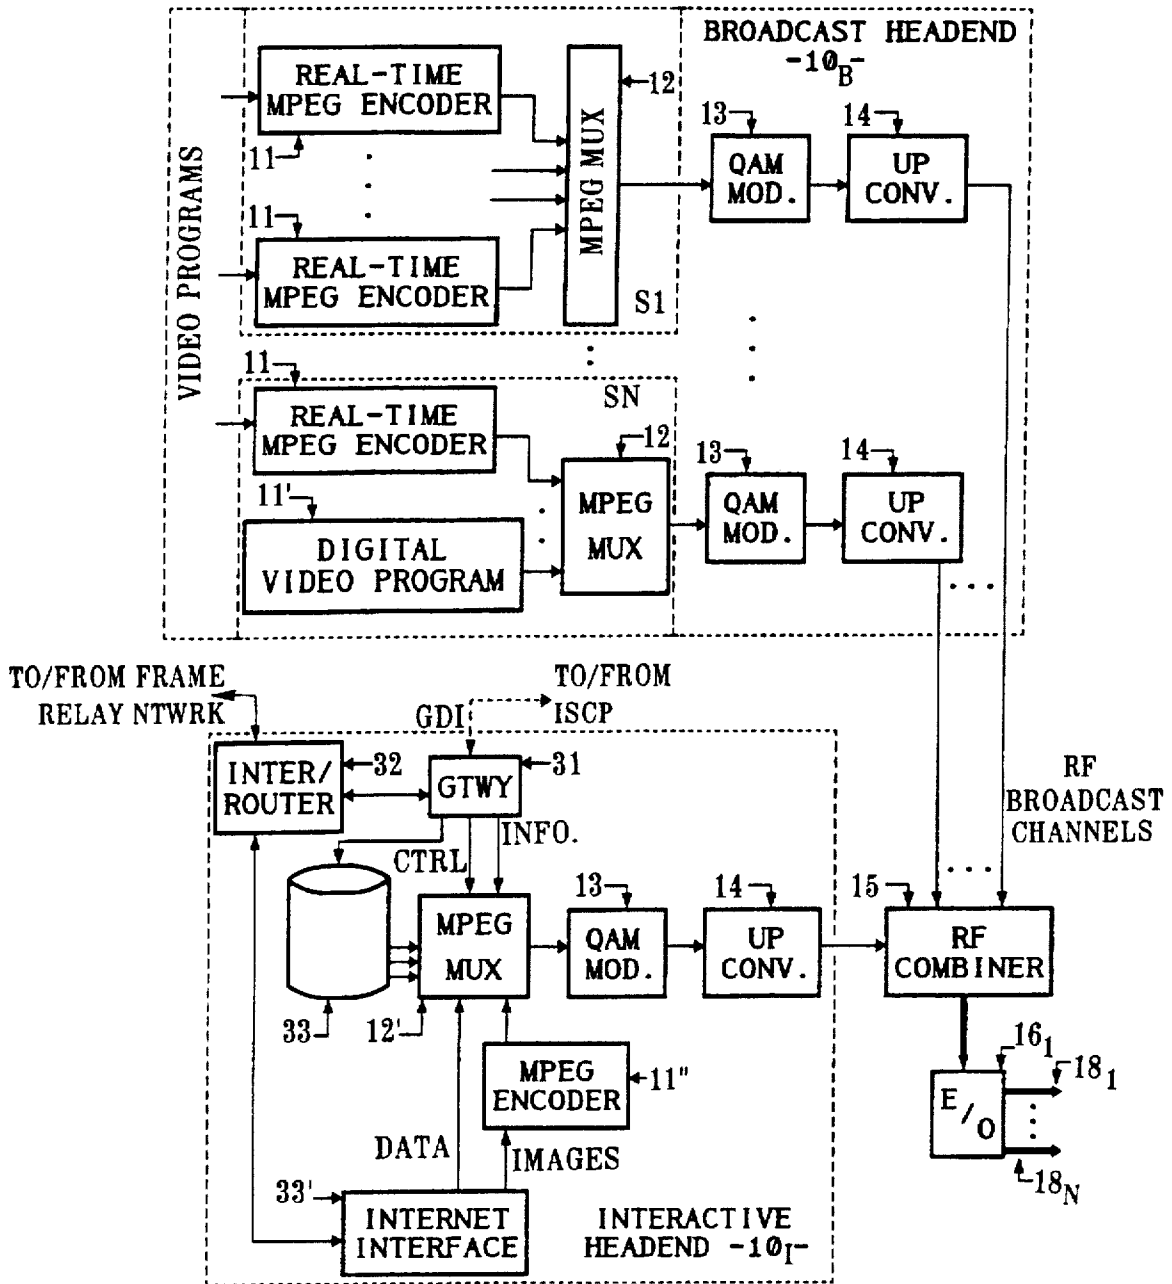 BROADCAST HEADEND
-10B-
VIDEO PROGRAMS
REAL-TIME
MPEG ENCODER
11
MPEG MUX
12
13
QAM
MOD.
14
UP
CONV.
11
REAL-TIME
MPEG ENCODER
S1
11
SN
REAL-TIME
MPEG ENCODER
12
11'
DIGITAL
VIDEO PROGRAM
MPEG
MUX
13
QAM
MOD.
14
UP
CONV.
TO/FROM FRAME
RELAY NTWRK
GDI
TO/FROM
ISCP
INTER/
ROUTER
32
GTWY
31
RF
BROADCAST
CHANNELS
CTRL
INFO.
33
MPEG
MUX
12'
13
QAM
MOD.
14
UP
CONV.
15
RF
COMBINER
MPEG
ENCODER
11"
161
E/O
181
18N
DATA
IMAGES
33'
INTERNET
INTERFACE
INTERACTIVE
HEADEND -10I-